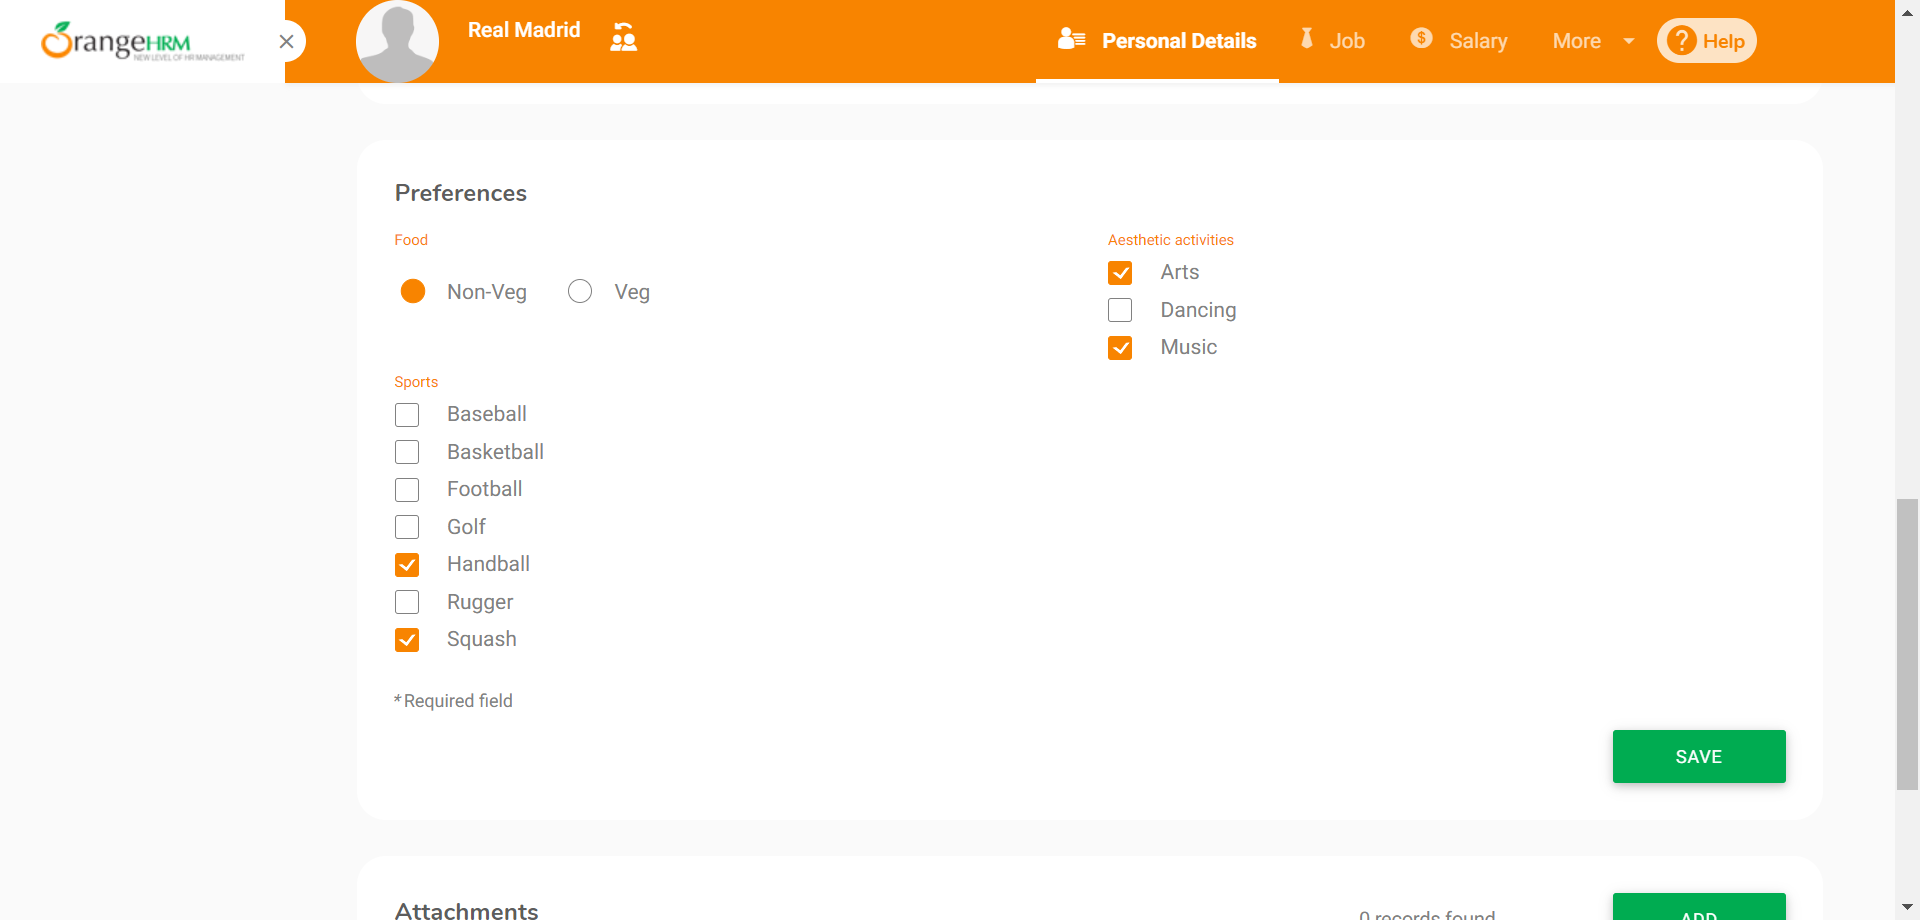 OrangeHRM
NEW LEVEL OF HR MANAGEMENT
Real Madrid
Personal Details
Job
Salary
More
Help
Preferences
Food
Non-Veg
Veg
Aesthetic activities
Arts
Dancing
Music
Sports
Baseball
Basketball
Football
Golf
Handball
Rugger
Squash
* Required field
SAVE
Attachments
0 records found
ADD